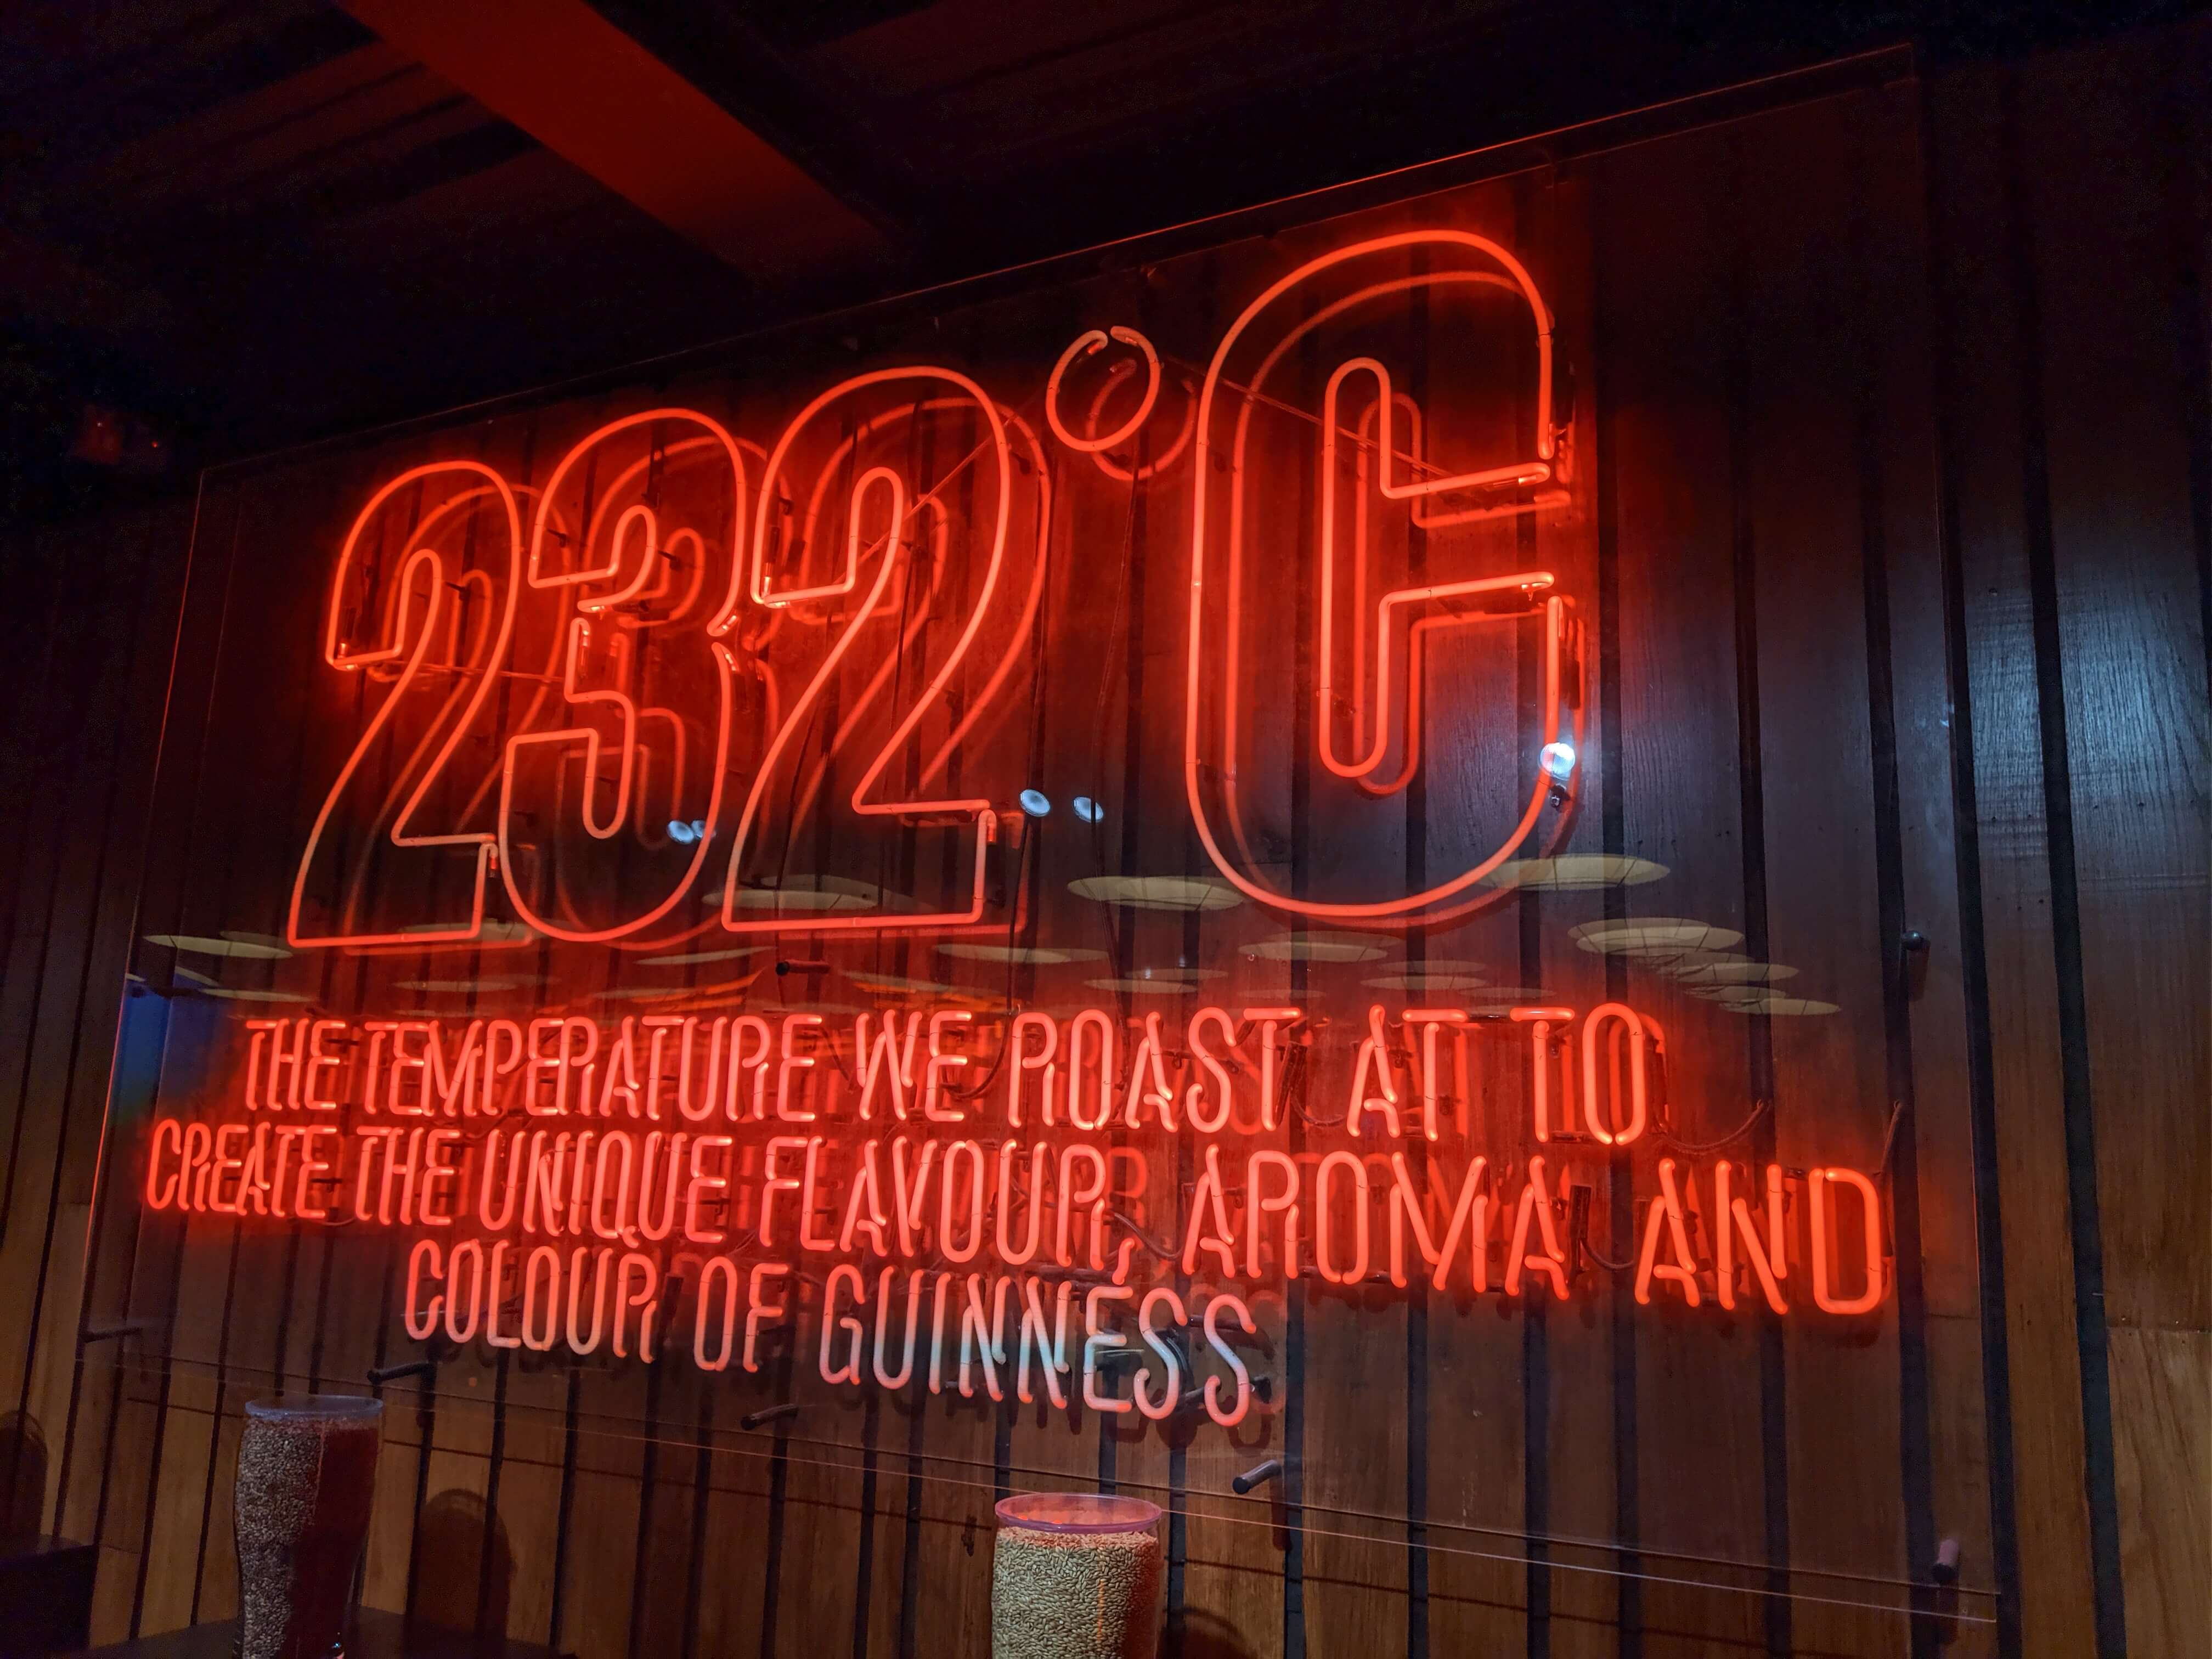 232°C
THE TEMPERATURE WE ROAST AT TO
CREATE THE UNIQUE FLAVOUR, AROMA AND
COLOUR OF GUINNESS